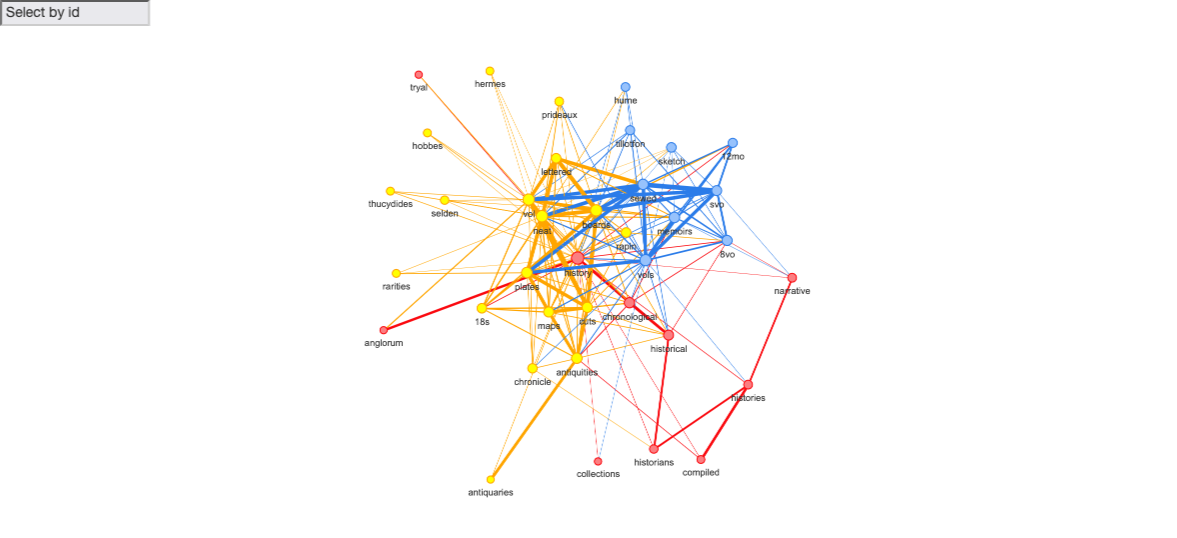 Select by id
tryal
hermes
prideaux
hume
hobbes
tillotson
sketch
12mo
lettered
thucydides
selden
vol
sewed
svo
boards
neat
memoirs
rapin
8vo
history
vols
rarities
plates
narrative
18s
maps
cuts
chronological
anglorum
historical
chronicle
antiquities
histories
historians
collections
compiled
antiquaries